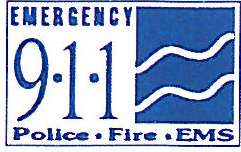 EMERGENCY
9·1·1
Police · Fire · EMS